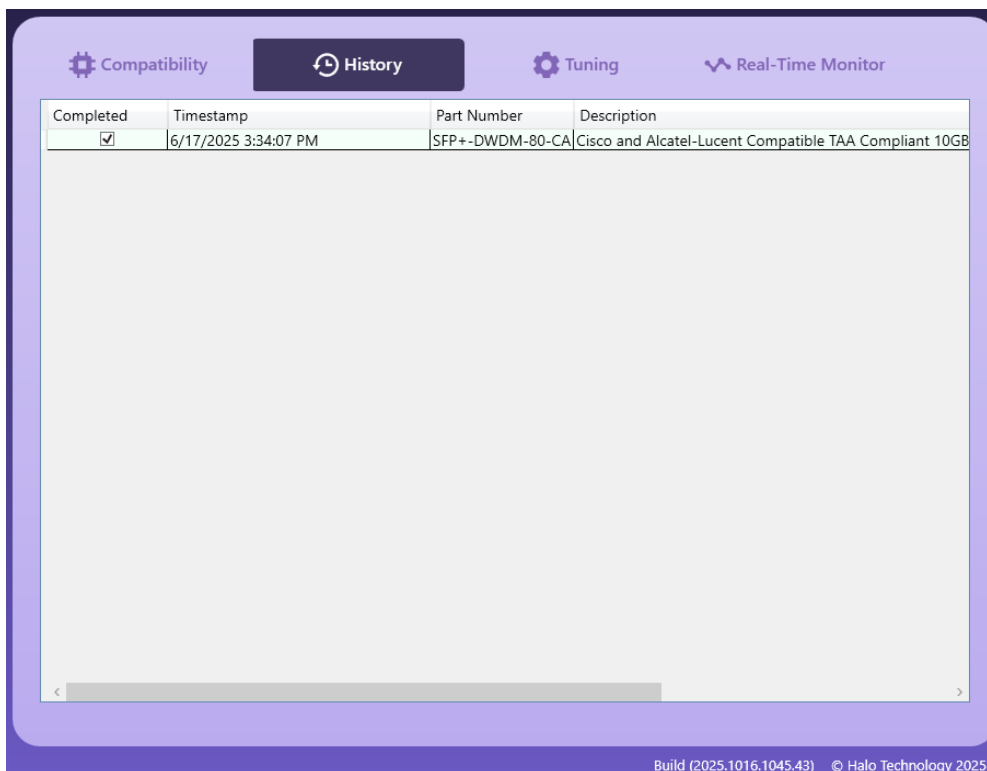 Compatibility History Tuning Real-Time Monitor
Completed Timestamp Part Number Description
6/17/2025 3:34:07 PM SFP+-DWDM-80-CA Cisco and Alcatel-Lucent Compatible TAA Compliant 10GB
Build (2025.1016.1045.43) © Halo Technology 2025